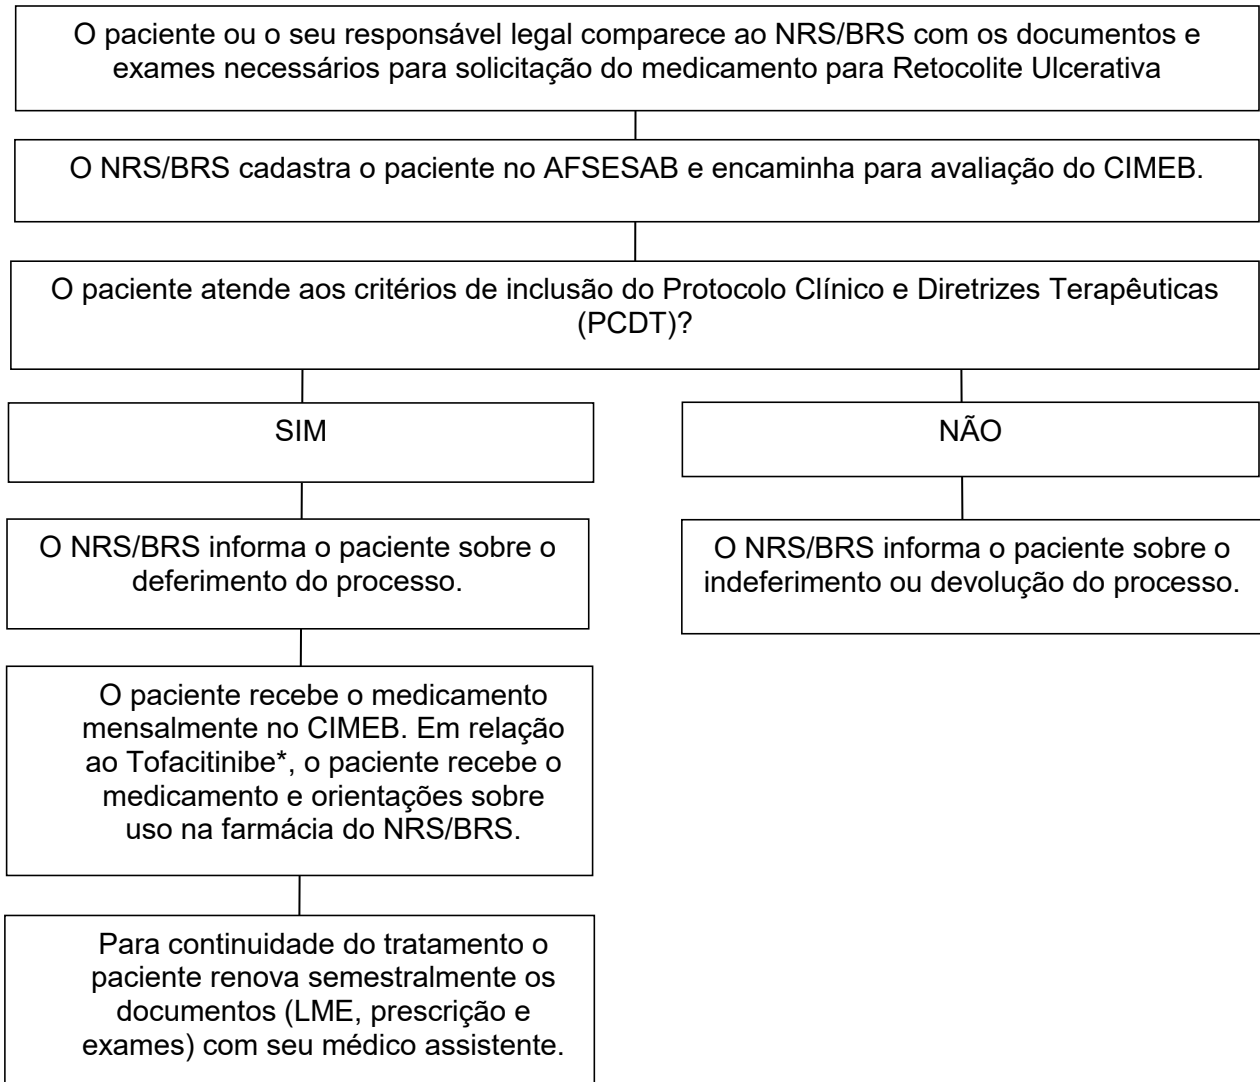 O paciente ou o seu responsável legal comparece ao NRS/BRS com os documentos e
exames necessários para solicitação do medicamento para Retocolite Ulcerativa
O NRS/BRS cadastra o paciente no AFSESAB e encaminha para avaliação do CIMEB.
O paciente atende aos critérios de inclusão do Protocolo Clínico e Diretrizes Terapêuticas
(PCDT)?
SIM
O NRS/BRS informa o paciente sobre o
deferimento do processo.
O paciente recebe o medicamento
mensalmente no CIMEB. Em relação
ao Tofacitinibe*, o paciente recebe o
medicamento e orientações sobre
uso na farmácia do NRS/BRS.
Para continuidade do tratamento o
paciente renova semestralmente os
documentos (LME, prescrição e
exames) com seu médico assistente.
NÃO
O NRS/BRS informa o paciente sobre o
indeferimento ou devolução do processo.